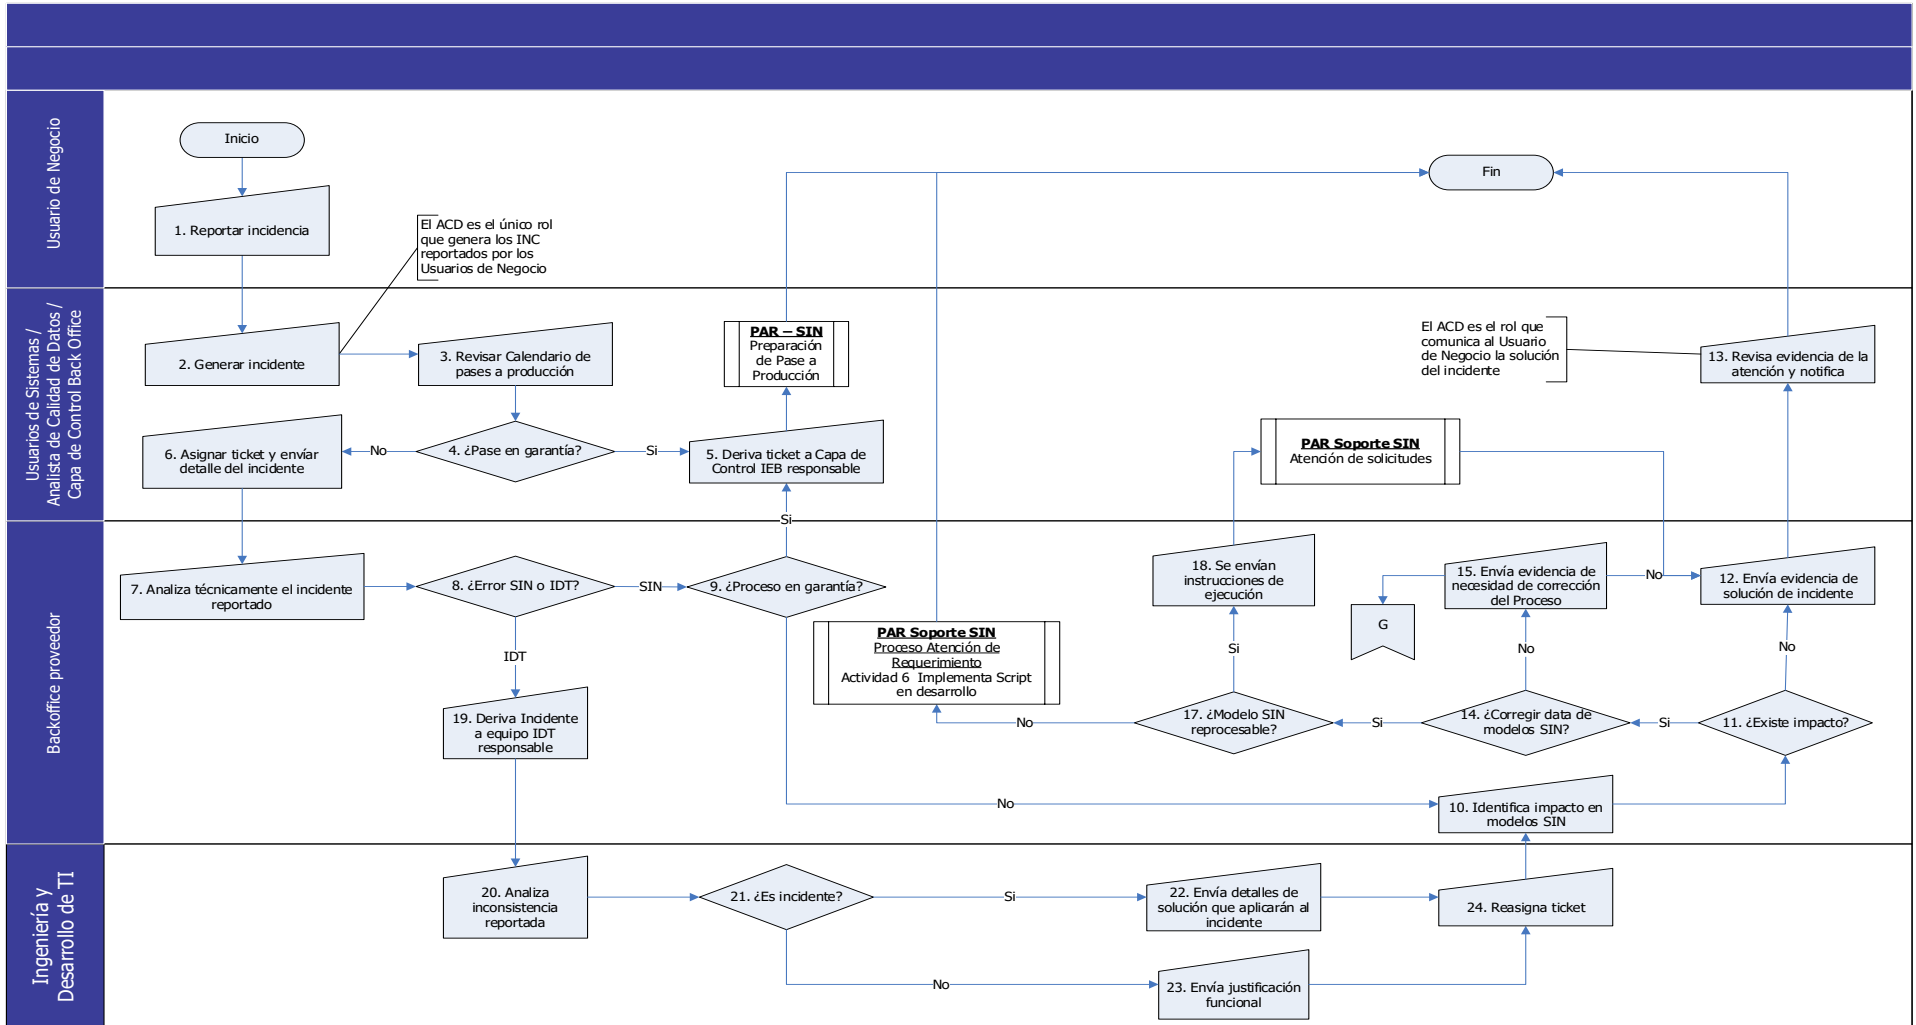 Usuario de Negocio
Inicio
1. Reportar incidencia
El ACD es el único rol
que genera los INC
reportados por los
Usuarios de Negocio
Fin
Usuarios de Sistemas /
Analista de Calidad de Datos /
Capa de Control Back Office
2. Generar incidente
3. Revisar Calendario de
pases a producción
PAR – SIN
Preparación
de Pase a
Producción
El ACD es el rol que
comunica al Usuario
de Negocio la solución
del incidente
13. Revisa evidencia de la
atención y notifica
6. Asignar ticket y envíar
detalle del incidente
No
4. ¿Pase en garantía?
Si
5. Deriva ticket a Capa de
Control IEB responsable
PAR Soporte SIN
Atención de solicitudes
Si
Backoffice proveedor
7. Analiza técnicamente el incidente
reportado
8. ¿Error SIN o IDT?
SIN
9. ¿Proceso en garantía?
18. Se envían
instrucciones de
ejecución
15. Envía evidencia de
necesidad de corrección
del Proceso
No
12. Envía evidencia de
solución de incidente
G
IDT
PAR Soporte SIN
Proceso Atención de
Requerimiento
Actividad 6  Implementa Script
en desarrollo
Si
No
No
19. Deriva Incidente
a equipo IDT
responsable
No
17. ¿Modelo SIN
reprocesable?
Si
14. ¿Corregir data de
modelos SIN?
Si
11. ¿Existe impacto?
No
10. Identifica impacto en
modelos SIN
Ingeniería y
Desarrollo de TI
20. Analiza
inconsistencia
reportada
21. ¿Es incidente?
Si
22. Envía detalles de
solución que aplicarán al
incidente
24. Reasigna ticket
No
23. Envía justificación
funcional